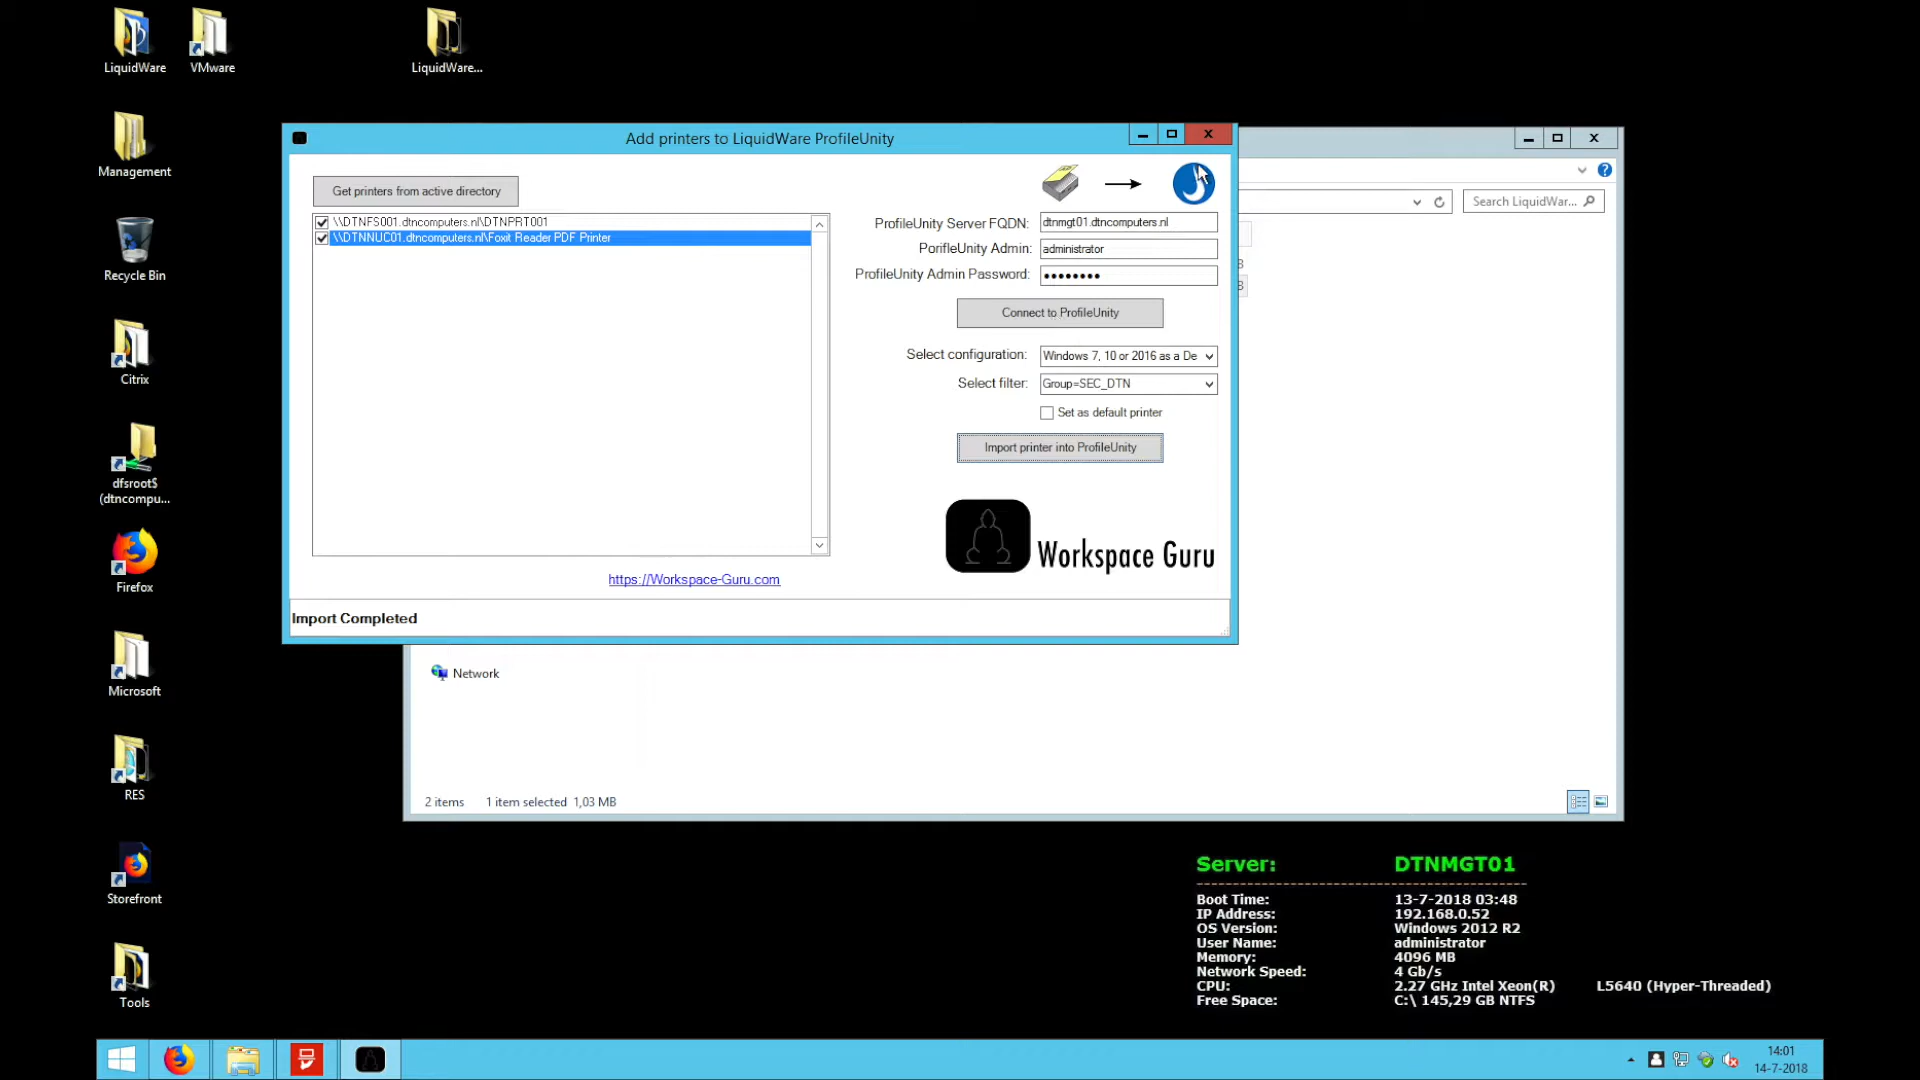 LiquidWare
VMware
LiquidWare...
Management
Recycle Bin
Citrix
dfsroot$
(dtncompu...
Firefox
Microsoft
RES
Storefront
Tools
Add printers to LiquidWare ProfileUnity
Get printers from active directory
\\DTNFS001.dtncomputers.nl\DTNPRT001
\\DTNNUC01.dtncomputers.nl\Foxit Reader PDF Printer
ProfileUnity Server FQDN: dtnmgt01.dtncomputers.nl
PorifleUnity Admin: administrator
ProfileUnity Admin Password: ●●●●●●●●
Connect to ProfileUnity
Select configuration: Windows 7, 10 or 2016 as a De
Select filter: Group=SEC_DTN
Set as default printer
Import printer into ProfileUnity
Workspace Guru
https://Workspace-Guru.com
Import Completed
Search LiquidWar...
B
B
Network
2 items 1 item selected 1,03 MB
Server: DTNMGT01
Boot Time: 13-7-2018 03:48
IP Address: 192.168.0.52
OS Version: Windows 2012 R2
User Name: administrator
Memory: 4096 MB
Network Speed: 4 Gb/s
CPU: 2.27 GHz Intel Xeon(R) L5640 (Hyper-Threaded)
Free Space: C:\ 145,29 GB NTFS
14:01
14-7-2018